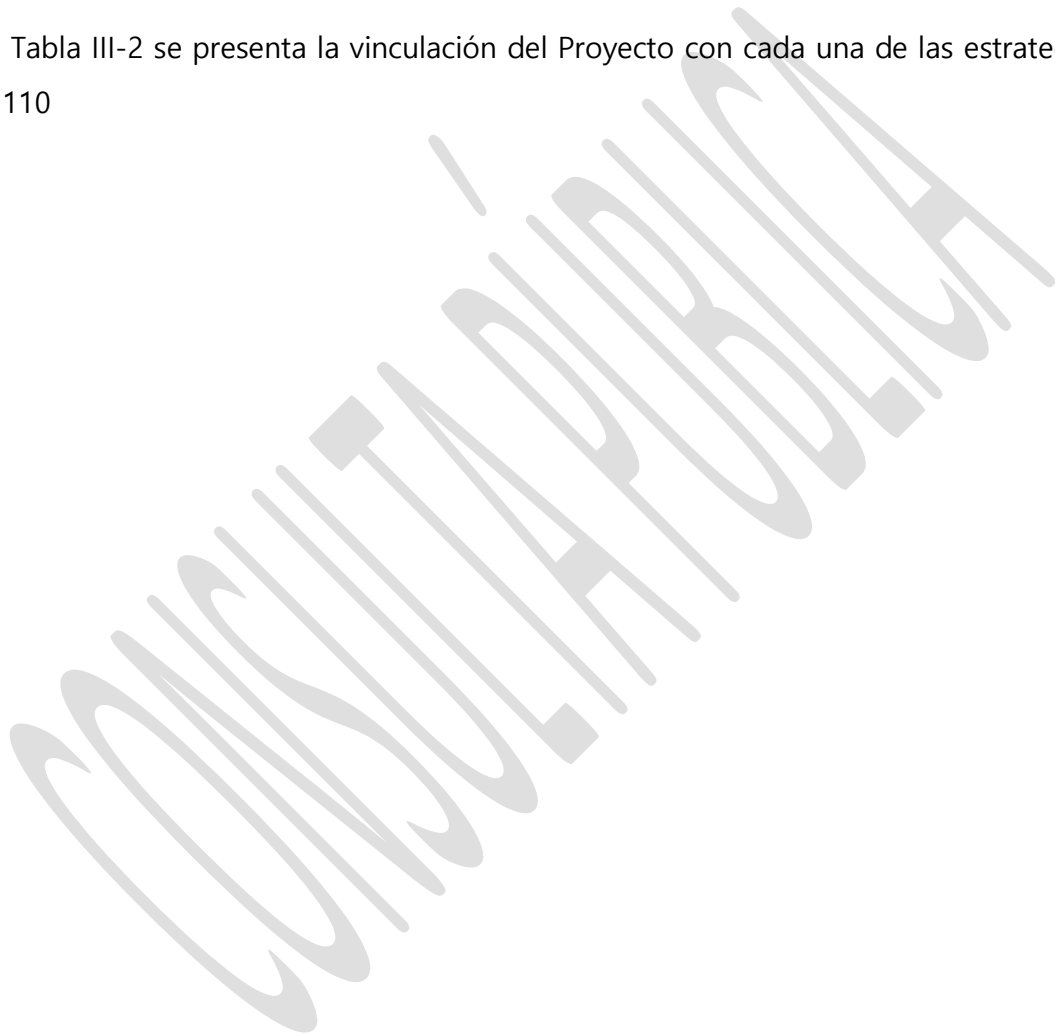 Tabla III-2 se presenta la vinculación del Proyecto con cada una de las estrate
110
CONSULTA PÚBLICA